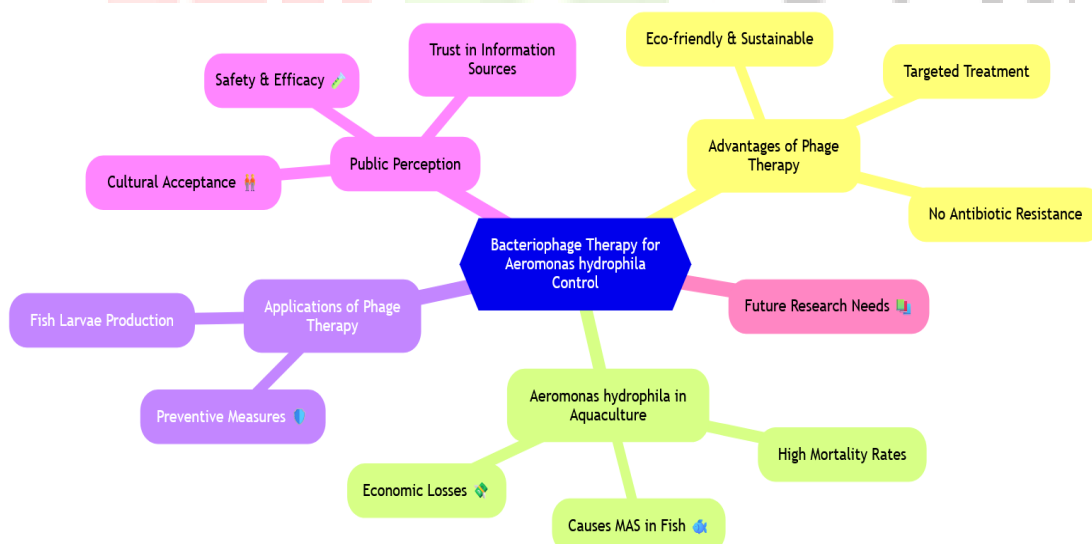 Bacteriophage Therapy for
Aeromonas hydrophila
Control
Public Perception
Trust in Information
Sources
Safety & Efficacy 🧪
Cultural Acceptance 👭
Advantages of Phage
Therapy
Eco-friendly & Sustainable
Targeted Treatment
No Antibiotic Resistance
Future Research Needs 📚
Applications of Phage
Therapy
Fish Larvae Production
Preventive Measures 🛡️
Aeromonas hydrophila in
Aquaculture
Economic Losses 💸
Causes MAS in Fish 🐟
High Mortality Rates